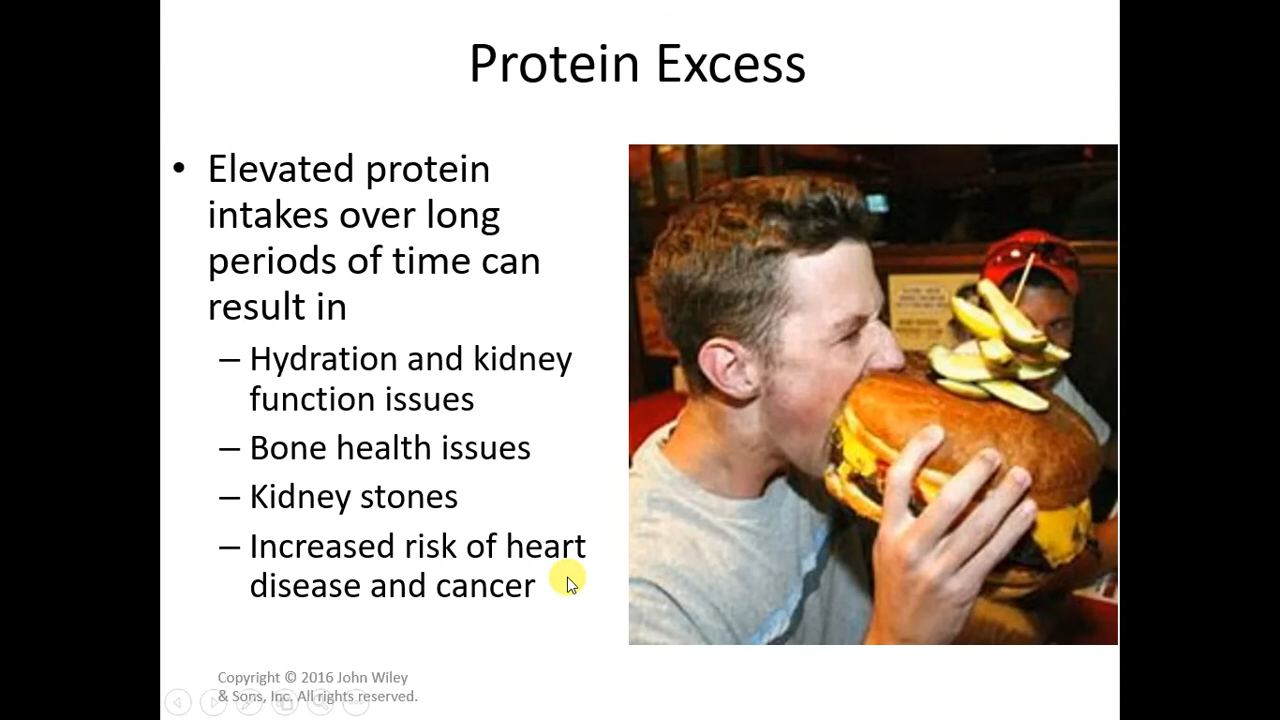 Protein Excess
• Elevated protein
intakes over long
periods of time can
result in
– Hydration and kidney
function issues
– Bone health issues
– Kidney stones
– Increased risk of heart
disease and cancer
Copyright © 2016 John Wiley
& Sons, Inc. All rights reserved.